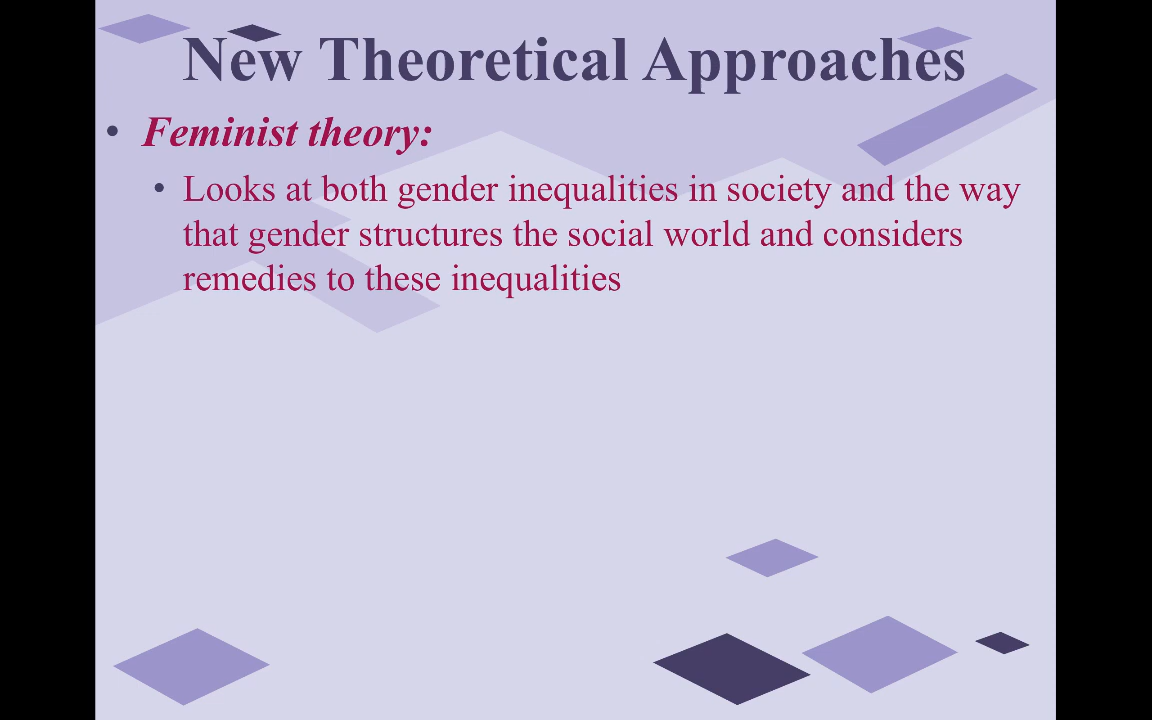 New Theoretical Approaches
• Feminist theory:
• Looks at both gender inequalities in society and the way
that gender structures the social world and considers
remedies to these inequalities